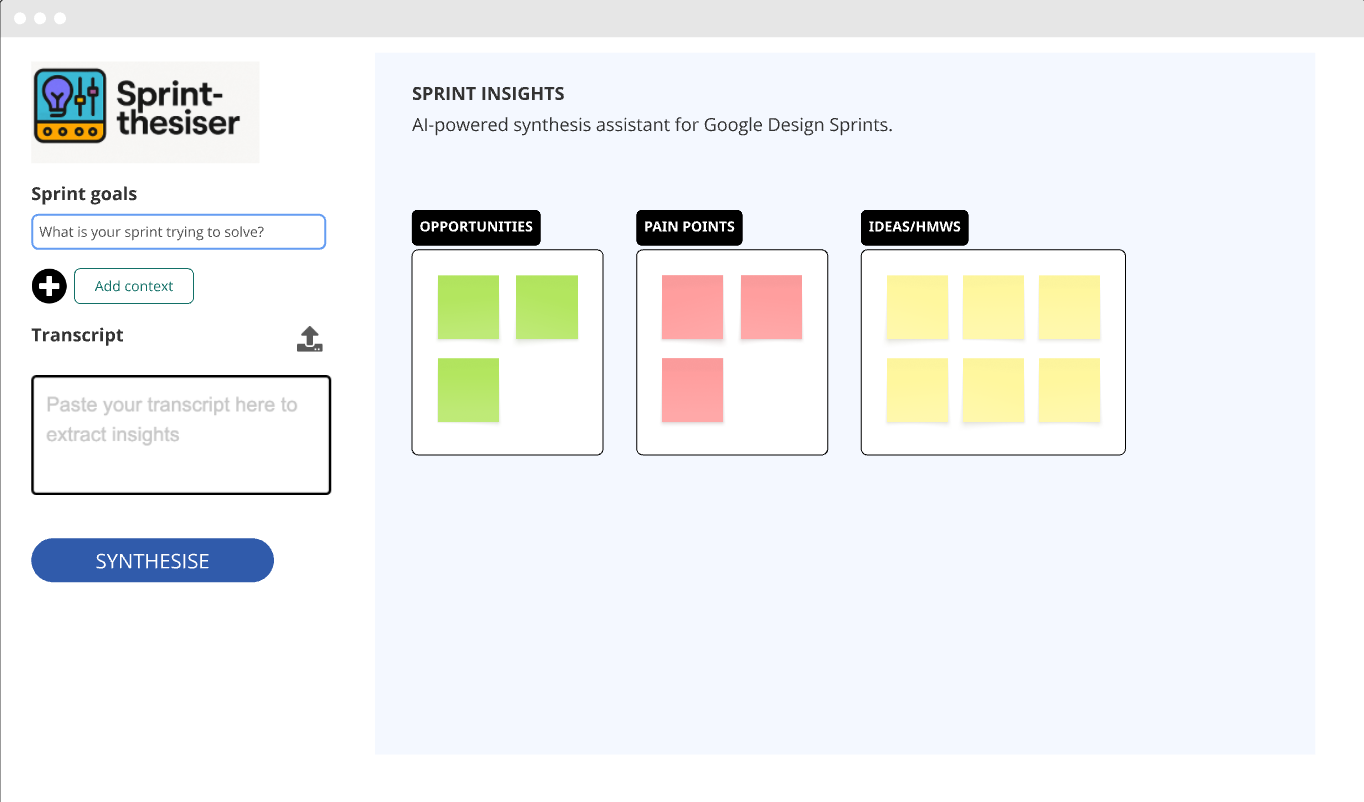 Sprint-
thesiser
Sprint goals
What is your sprint trying to solve?
Add context
Transcript
Paste your transcript here to
extract insights
SYNTHESISE
SPRINT INSIGHTS
AI-powered synthesis assistant for Google Design Sprints.
OPPORTUNITIES
PAIN POINTS
IDEAS/HMWS